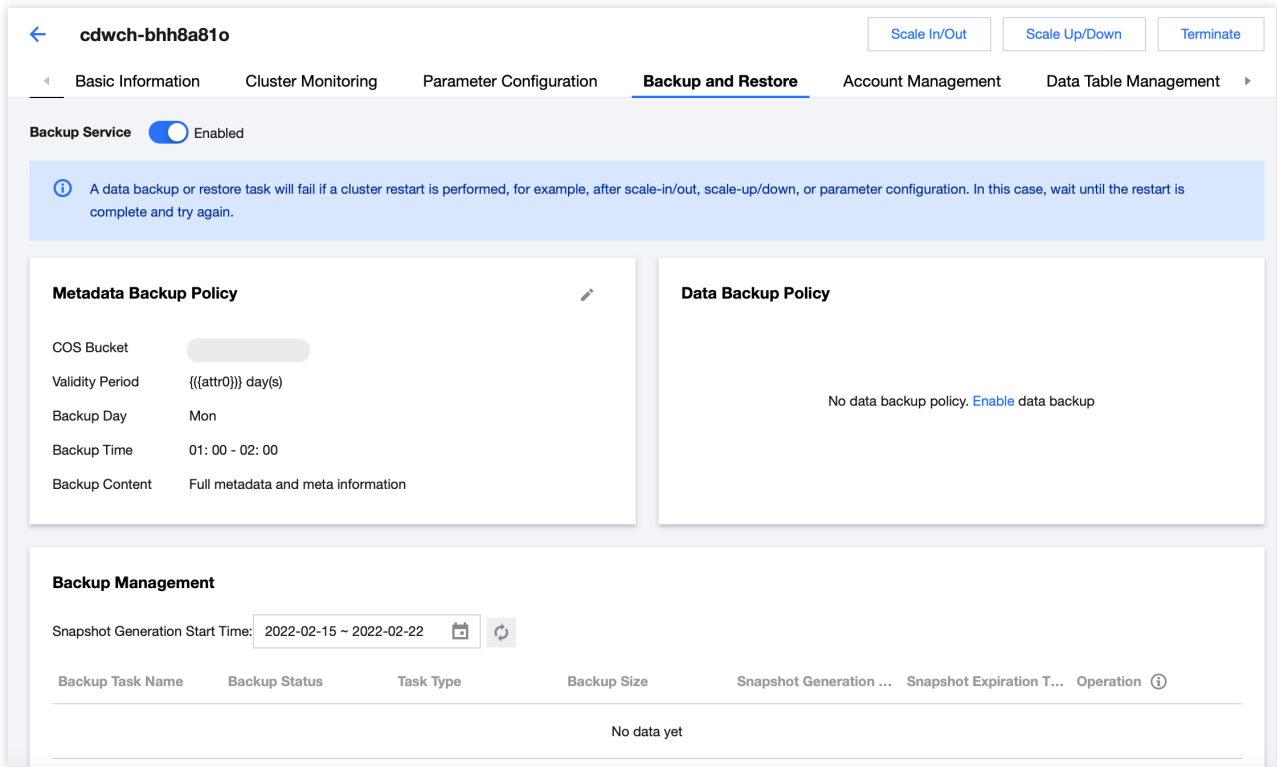 cdwch-bhh8a81o
Scale In/Out
Scale Up/Down
Terminate
Basic Information
Cluster Monitoring
Parameter Configuration
Backup and Restore
Account Management
Data Table Management
Backup Service
Enabled
A data backup or restore task will fail if a cluster restart is performed, for example, after scale-in/out, scale-up/down, or parameter configuration. In this case, wait until the restart is
complete and try again.
Metadata Backup Policy
COS Bucket
Validity Period {({attr0})} day(s)
Backup Day Mon
Backup Time 01: 00 - 02: 00
Backup Content Full metadata and meta information
Data Backup Policy
No data backup policy. Enable data backup
Backup Management
Snapshot Generation Start Time: 2022-02-15 ~ 2022-02-22
Backup Task Name Backup Status Task Type Backup Size Snapshot Generation ... Snapshot Expiration T... Operation
No data yet